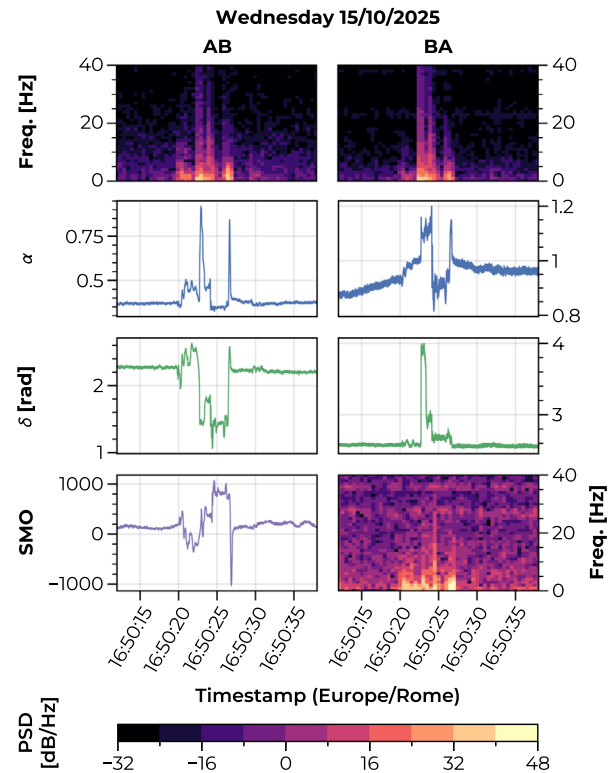 Wednesday 15/10/2025
AB BA
Freq. [Hz]
40 40
20 20
0 0
α
0.75
0.5
1.2
1
0.8
δ [rad]
2
1
4
3
SMO
1000
0
−1000
40
20
0
Freq. [Hz]
16:50:15 16:50:20 16:50:25 16:50:30 16:50:35 16:50:15 16:50:20 16:50:25 16:50:30 16:50:35
Timestamp (Europe/Rome)
PSD
[dB/Hz]
−32 −16 0 16 32 48